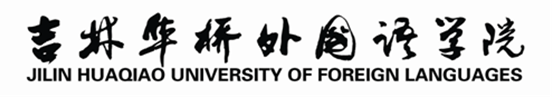 吉林华桥外国语学院
JILIN HUAQIAO UNIVERSITY OF FOREIGN LANGUAGES